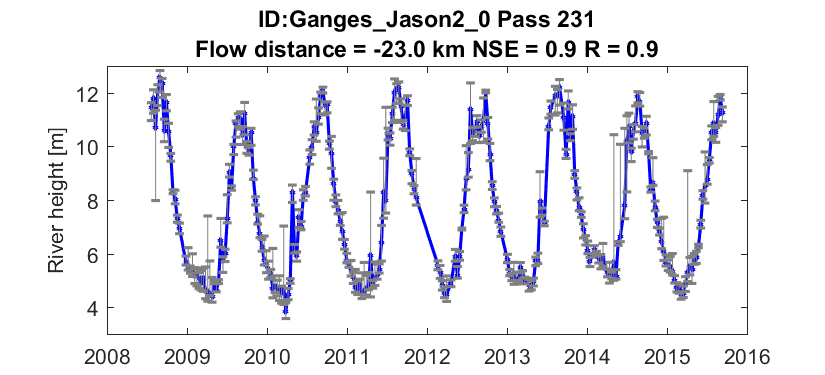 ID:Ganges_Jason2_0 Pass 231
Flow distance = -23.0 km NSE = 0.9 R = 0.9
River height [m]
12
10
8
6
4
2008 2009 2010 2011 2012 2013 2014 2015 2016